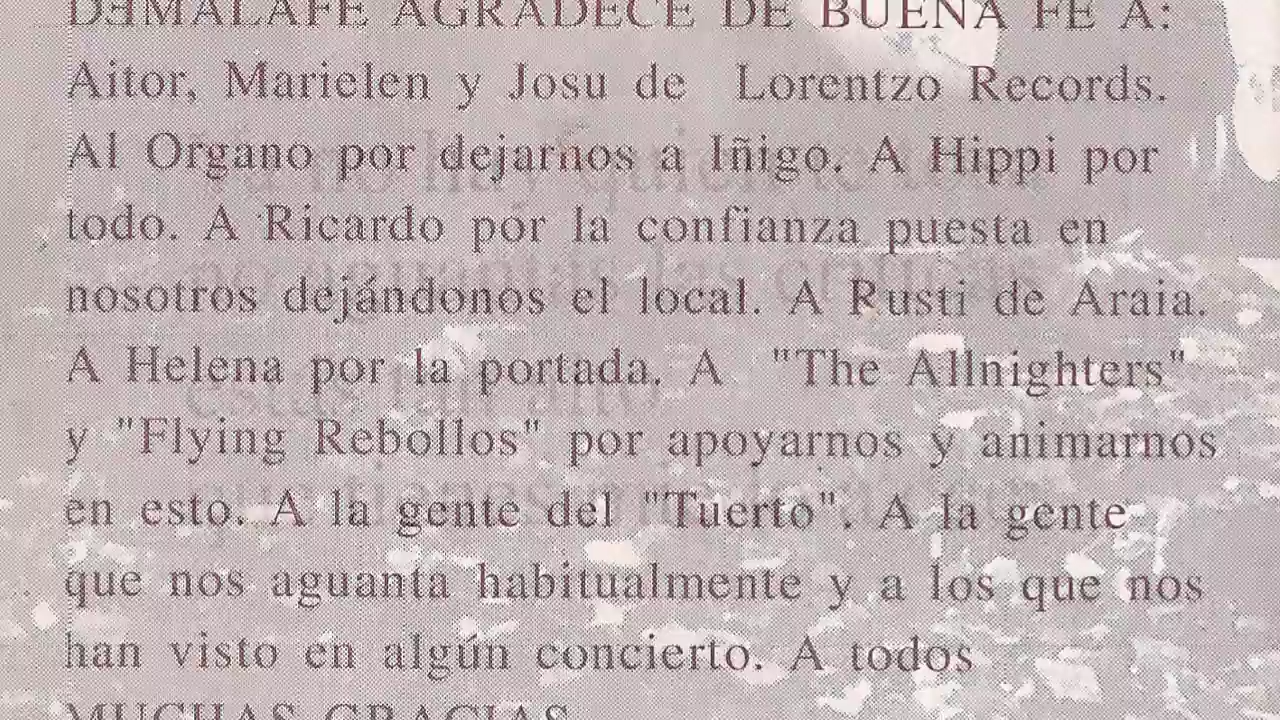 DEMALAFE AGRADECE DE BUENA FE A:
Aitor, Marielen y Josu de Lorentzo Records.
Al Organo por dejarnos a Iñigo. A Hippi por
todo. A Ricardo por la confianza puesta en
nosotros dejándonos el local. A Rusti de Araia.
A Helena por la portada. A "The Allnighters"
y "Flying Rebollos" por apoyarnos y animarnos
en esto. A la gente del "Tuerto". A la gente
que nos aguanta habitualmente y a los que nos
han visto en algún concierto. A todos
MUCHAS GRACIAS